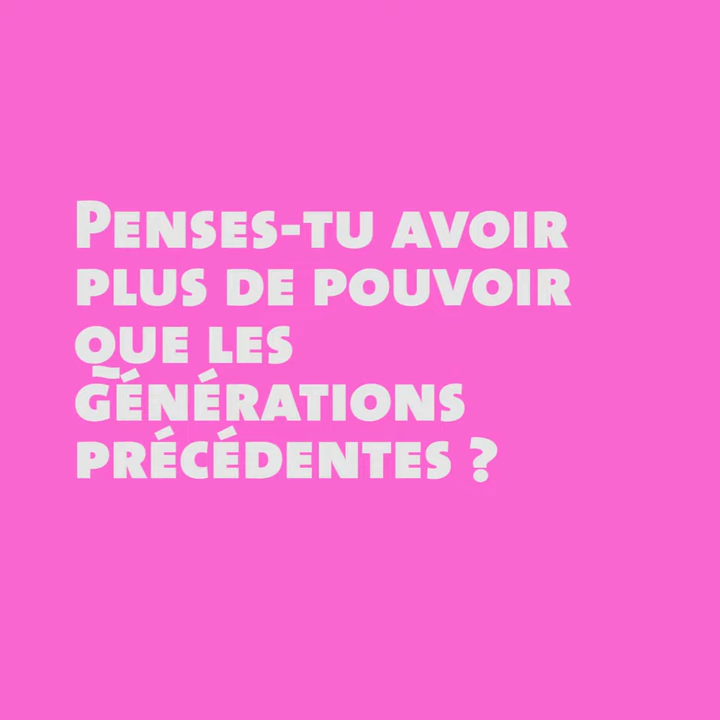 Penses-tu avoir
plus de pouvoir
que les
générations
précédentes ?